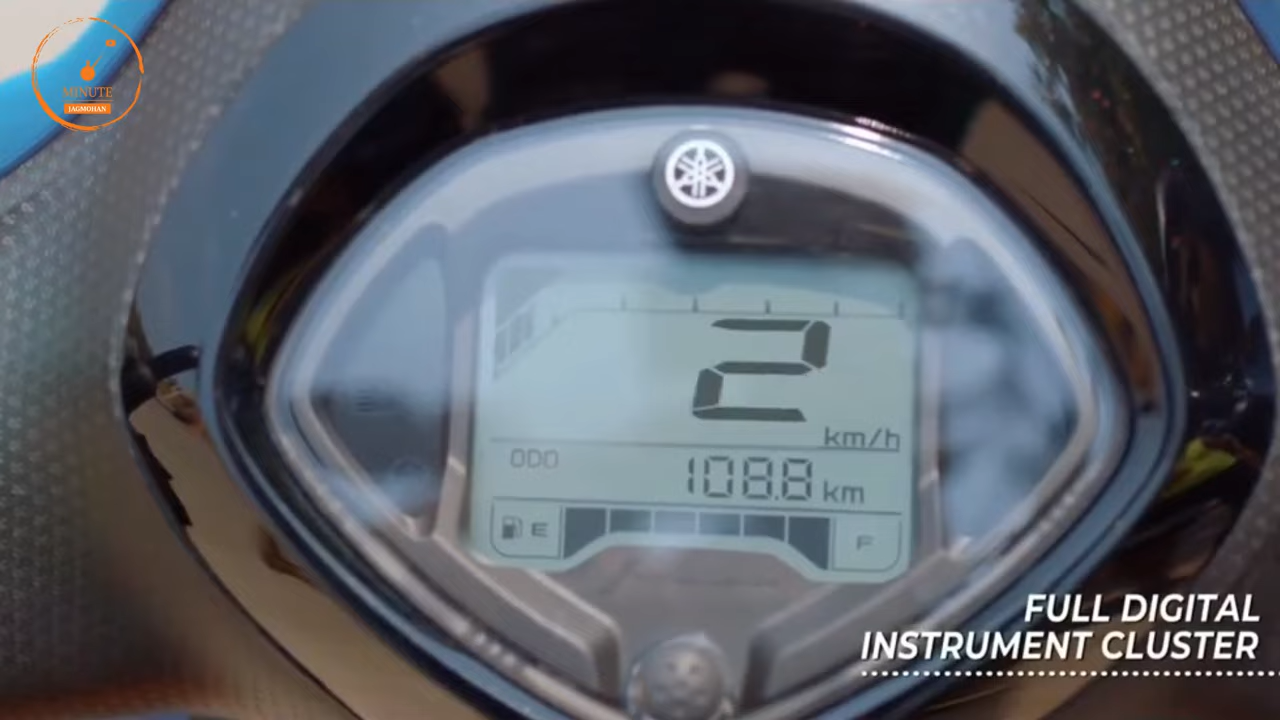 MINUTE
JAGMOHAN
2
km/h
ODO
108.8 km
E
F
FULL DIGITAL
INSTRUMENT CLUSTER